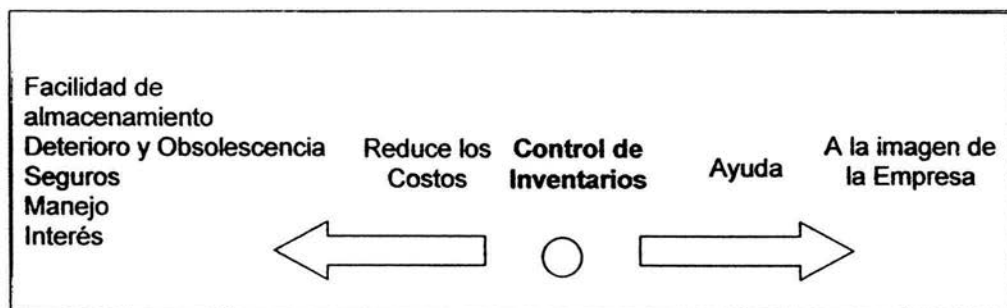 Facilidad de
almacenamiento
Deterioro y Obsolescencia
Seguros
Manejo
Interés
Reduce los
Costos
Control de
Inventarios
Ayuda
A la imagen de
la Empresa